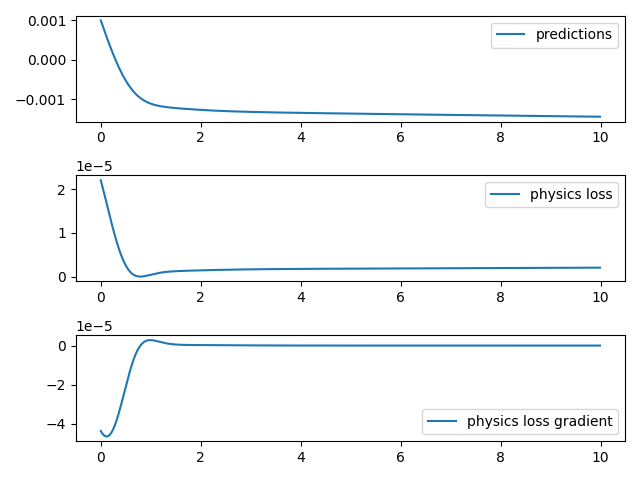 0.001
0.000
−0.001
predictions
0 2 4 6 8 10
1e−5
2
1
0
physics loss
0 2 4 6 8 10
1e−5
0
−2
−4
physics loss gradient
0 2 4 6 8 10